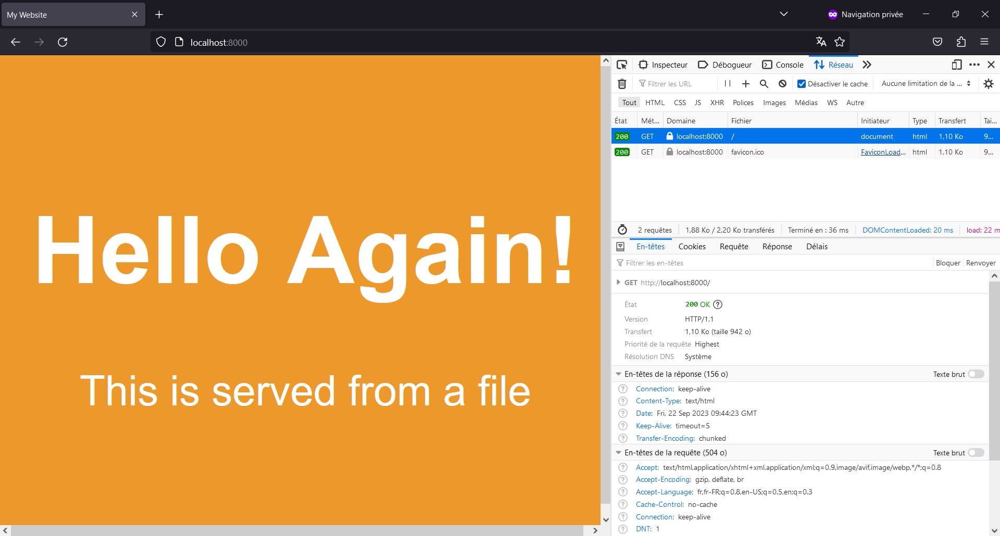 My Website
Navigation privée
localhost:8000
Inspecteur
Débogueur
Console
Réseau
Filtrer les URL
Désactiver le cache
Aucune limitation de la ...
Tout HTML CSS JS XHR Polices Images Médias WS Autre
État Mét... Domaine Fichier Initiateur Type Transfert Tai...
200 GET localhost:8000 / document html 1,10 Ko 9...
200 GET localhost:8000 favicon.ico FaviconLoad... html 1,10 Ko 9...
2 requêtes 1,88 Ko / 2,20 Ko transférés Terminé en : 36 ms DOMContentLoaded: 20 ms load: 22 m
En-têtes Cookies Requête Réponse Délais
Filtrer les en-têtes Bloquer Renvoyer
GET http://localhost:8000/
État 200 OK
Version HTTP/1.1
Transfert 1,10 Ko (taille 942 o)
Priorité de la requête Highest
Résolution DNS Système
En-têtes de la réponse (156 o) Texte brut
Connection: keep-alive
Content-Type: text/html
Date: Fri, 22 Sep 2023 09:44:23 GMT
Keep-Alive: timeout=5
Transfer-Encoding: chunked
En-têtes de la requête (504 o) Texte brut
Accept: text/html,application/xhtml+xml,application/xml;q=0.9,image/avif,image/webp,*/*;q=0.8
Accept-Encoding: gzip, deflate, br
Accept-Language: fr,fr-FR;q=0.8,en-US;q=0.5,en;q=0.3
Cache-Control: no-cache
Connection: keep-alive
DNT: 1
Hello Again!
This is served from a file